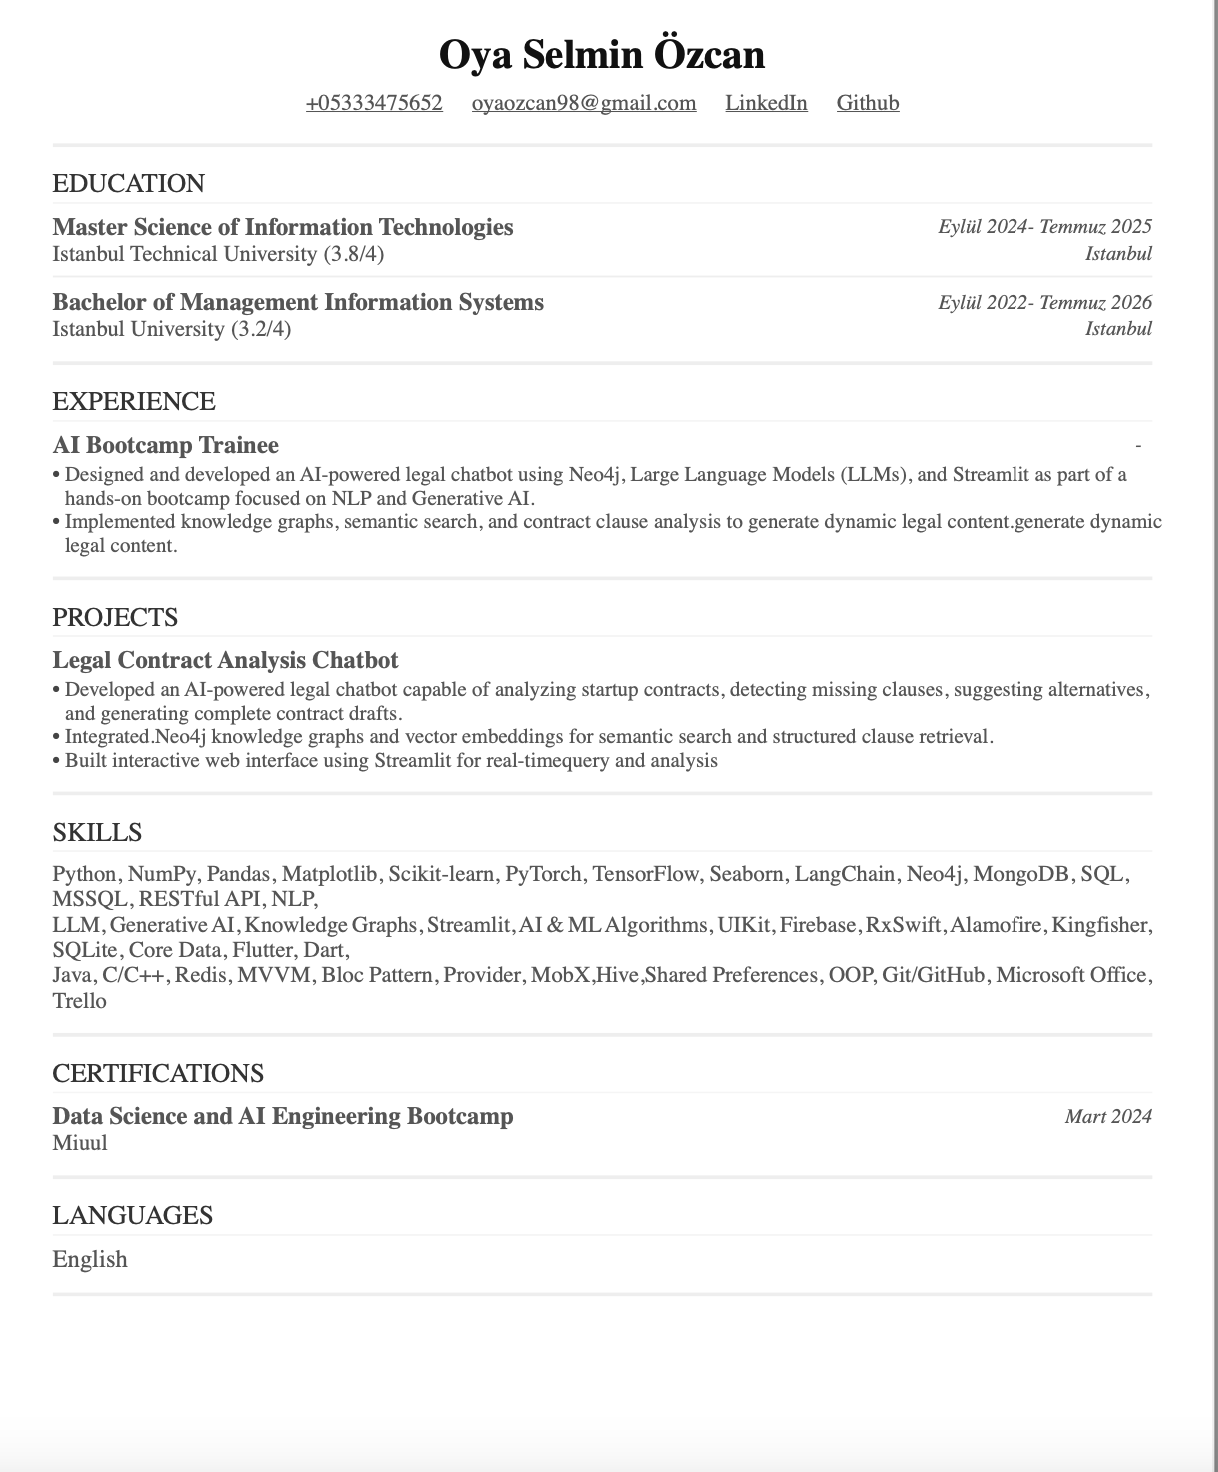 Oya Selmin Özcan
+05333475652 oyaozcan98@gmail.com LinkedIn Github
EDUCATION
Master Science of Information Technologies Eylül 2024- Temmuz 2025
Istanbul Technical University (3.8/4) Istanbul
Bachelor of Management Information Systems Eylül 2022- Temmuz 2026
Istanbul University (3.2/4) Istanbul
EXPERIENCE
AI Bootcamp Trainee -
• Designed and developed an AI-powered legal chatbot using Neo4j, Large Language Models (LLMs), and Streamlit as part of a
hands-on bootcamp focused on NLP and Generative AI.
• Implemented knowledge graphs, semantic search, and contract clause analysis to generate dynamic legal content.generate dynamic
legal content.
PROJECTS
Legal Contract Analysis Chatbot
• Developed an AI-powered legal chatbot capable of analyzing startup contracts, detecting missing clauses, suggesting alternatives,
and generating complete contract drafts.
• Integrated.Neo4j knowledge graphs and vector embeddings for semantic search and structured clause retrieval.
• Built interactive web interface using Streamlit for real-timequery and analysis
SKILLS
Python, NumPy, Pandas, Matplotlib, Scikit-learn, PyTorch, TensorFlow, Seaborn, LangChain, Neo4j, MongoDB, SQL,
MSSQL, RESTful API, NLP,
LLM, Generative AI, Knowledge Graphs, Streamlit, AI & ML Algorithms, UIKit, Firebase, RxSwift, Alamofire, Kingfisher,
SQLite, Core Data, Flutter, Dart,
Java, C/C++, Redis, MVVM, Bloc Pattern, Provider, MobX,Hive,Shared Preferences, OOP, Git/GitHub, Microsoft Office,
Trello
CERTIFICATIONS
Data Science and AI Engineering Bootcamp Mart 2024
Miuul
LANGUAGES
English